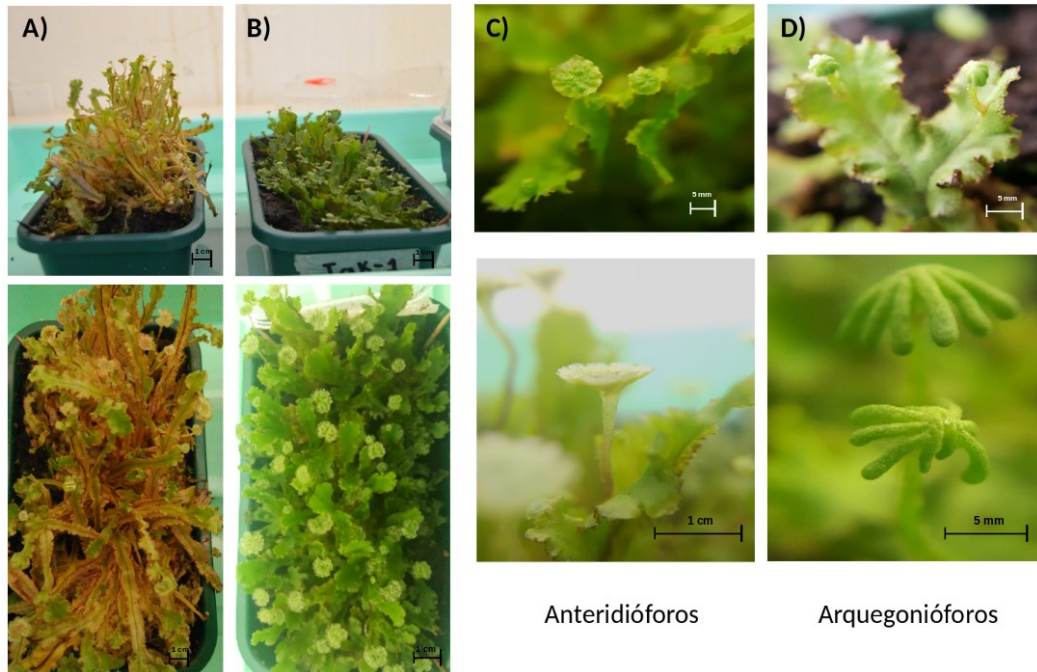 A)
B)
C)
D)
5 mm
5 mm
1 cm
1 cm
Tak-1
1 cm
5 mm
1 cm
1 cm
Anteridióforos
Arquegonióforos